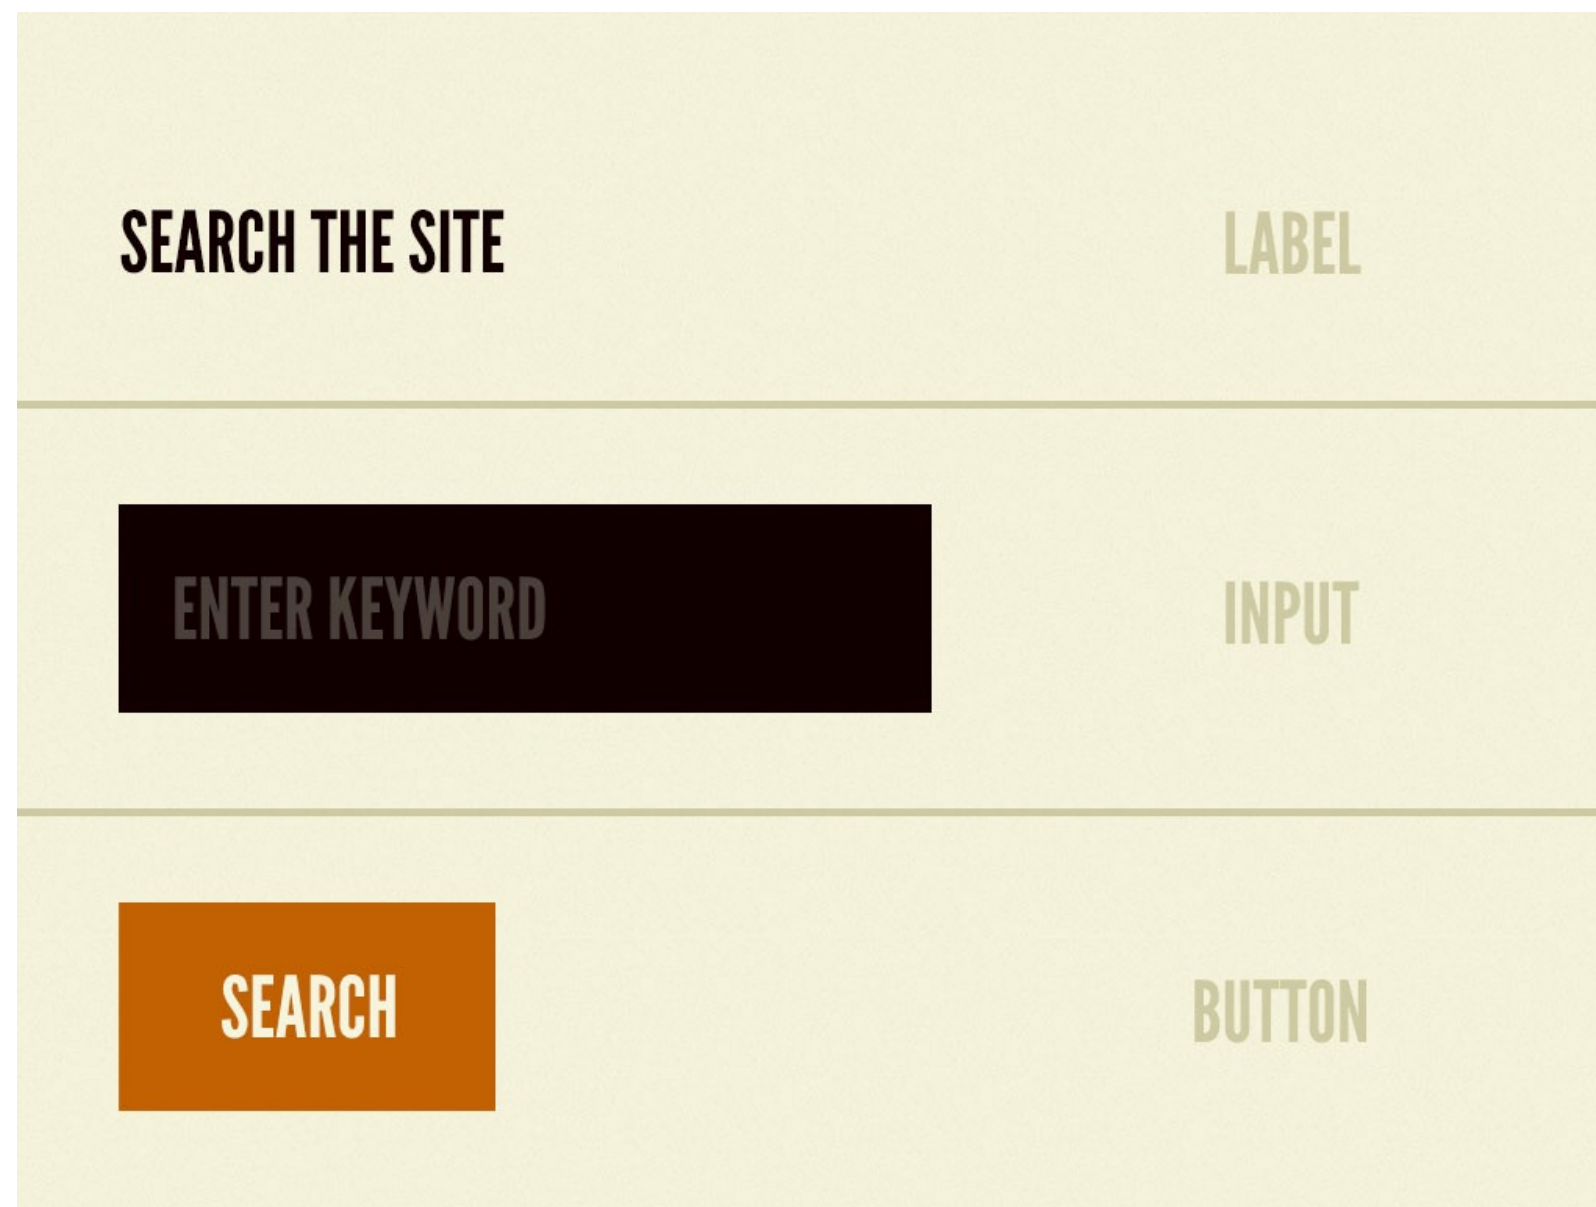 SEARCH THE SITE
LABEL
ENTER KEYWORD
INPUT
SEARCH
BUTTON